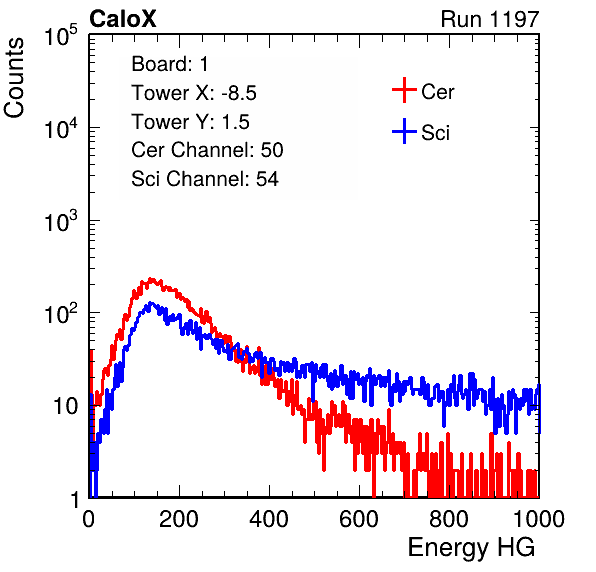 CaloX Run 1197
Counts
Board: 1
Tower X: -8.5
Tower Y: 1.5
Cer Channel: 50
Sci Channel: 54
Cer
Sci
10^5
10^4
10^3
10^2
10
1
0 200 400 600 800 1000
Energy HG